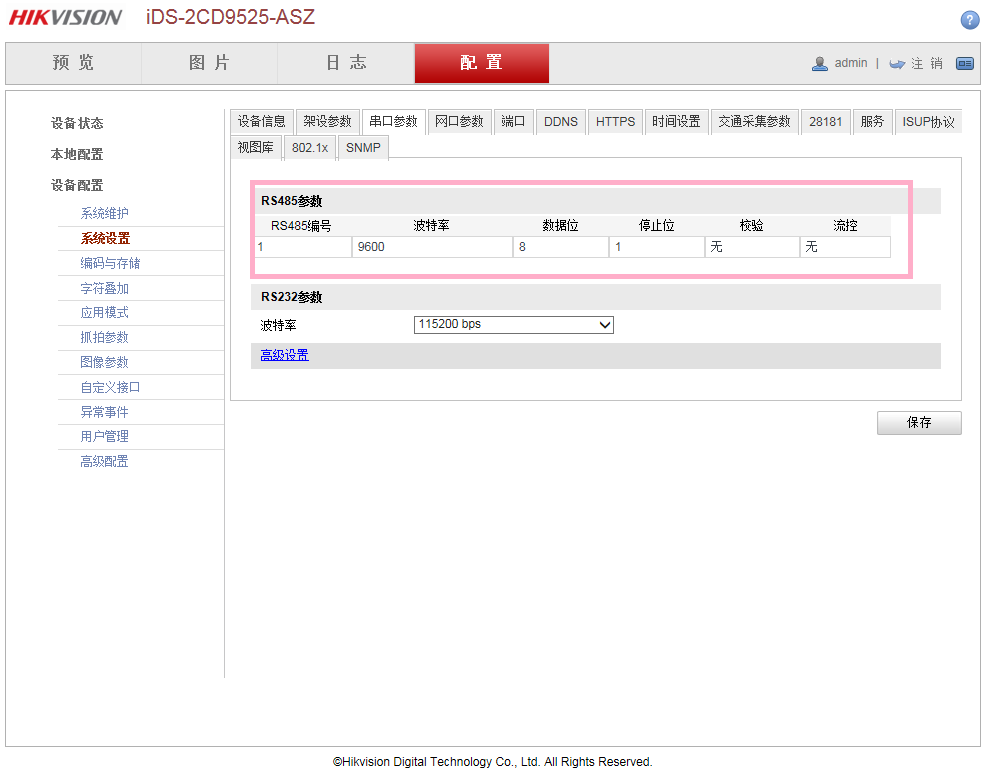 HIKVISION iDS-2CD9525-ASZ
预 览 图 片 日 志 配 置 admin | 注 销
设备状态
本地配置
设备配置
系统维护
系统设置
编码与存储
字符叠加
应用模式
抓拍参数
图像参数
自定义接口
异常事件
用户管理
高级配置
设备信息 架设参数 串口参数 网口参数 端口 DDNS HTTPS 时间设置 交通采集参数 28181 服务 ISUP协议
视图库 802.1x SNMP
RS485参数
RS485编号 波特率 数据位 停止位 校验 流控
1 9600 8 1 无 无
RS232参数
波特率 115200 bps
高级设置
保存
©Hikvision Digital Technology Co., Ltd. All Rights Reserved.